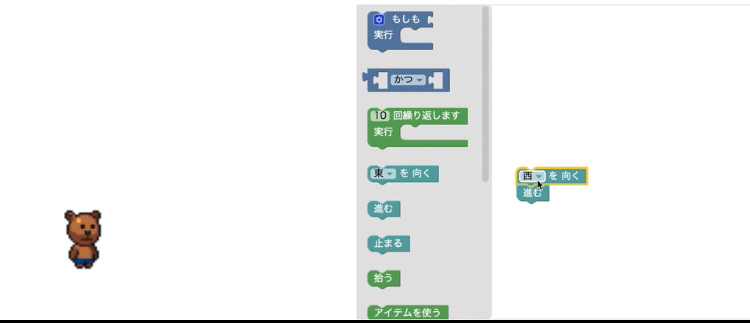 もしも
実行
かつ
10 回繰り返します
実行
東 を 向く
進む
止まる
拾う
アイテムを使う
西 を 向く
進む